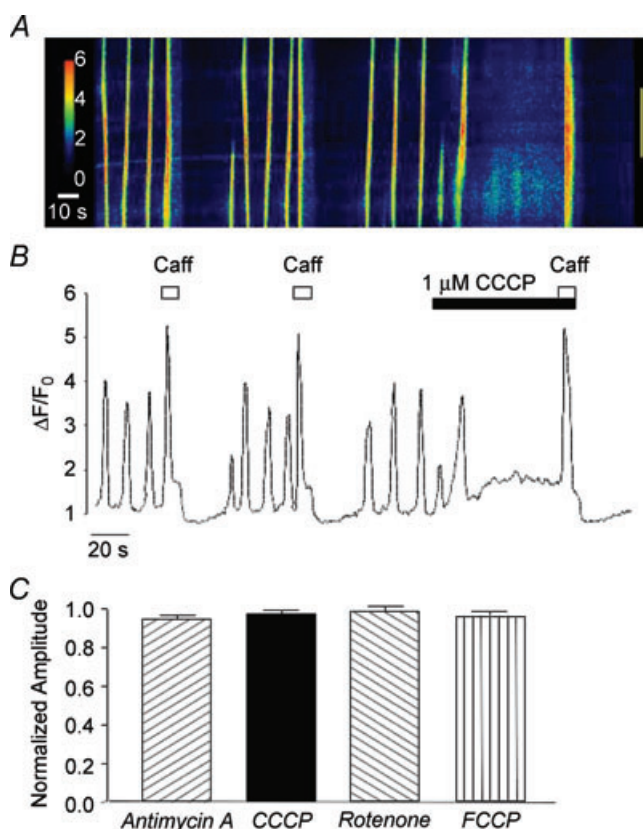 A
6
4
2
0
10 s
B
Caff
Caff
Caff
1 μM CCCP
6
5
4
3
2
1
ΔF/F₀
20 s
C
1.0
0.8
0.6
0.4
0.2
0.0
Normalized Amplitude
Antimycin A CCCP Rotenone FCCP